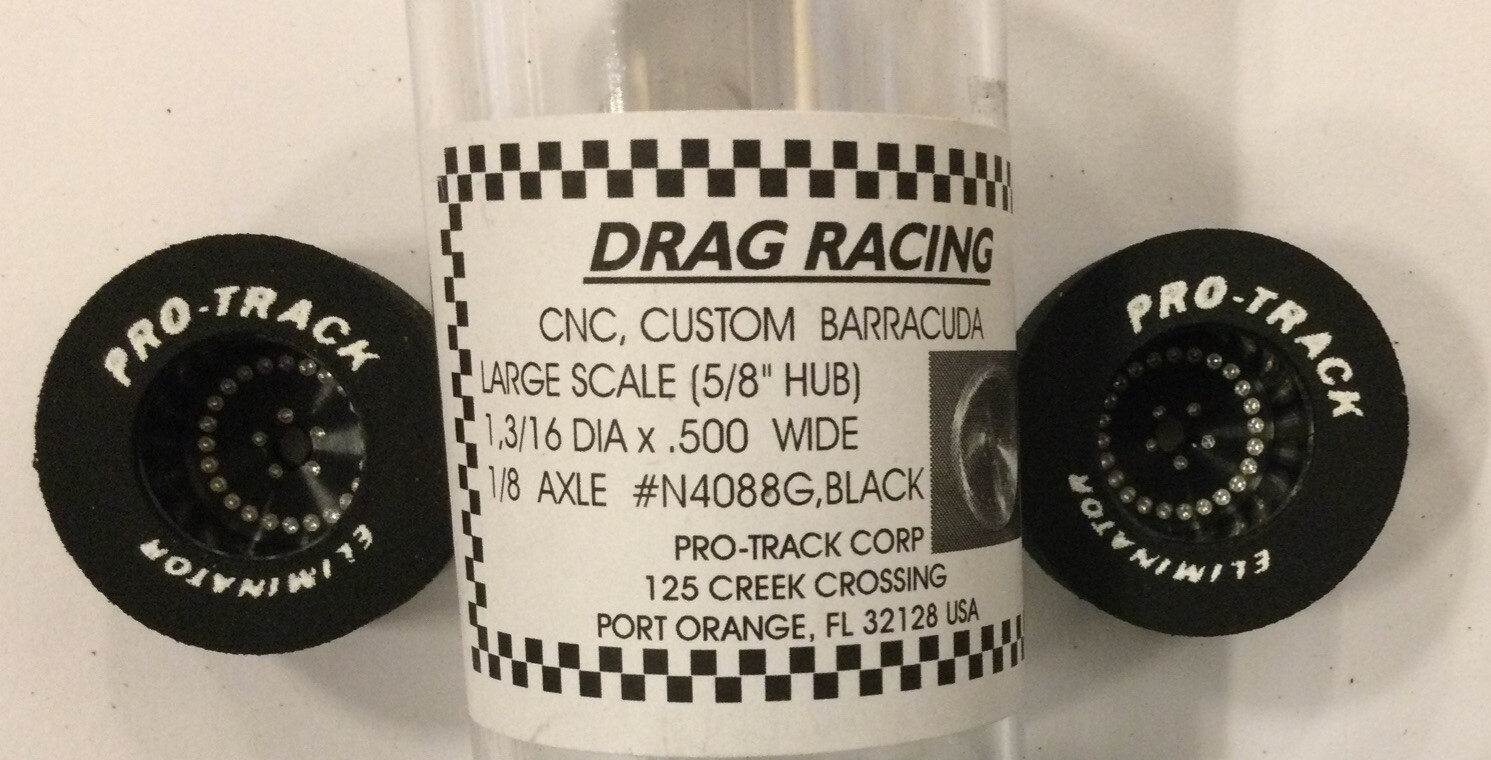 PRO-TRACK
ELIMINATOR
DRAG RACING
CNC, CUSTOM BARRACUDA
LARGE SCALE (5/8" HUB)
1,3/16 DIA x .500 WIDE
1/8 AXLE #N4088G,BLACK
PRO-TRACK CORP
125 CREEK CROSSING
PORT ORANGE, FL 32128 USA
PRO-TRACK
ELIMINATOR